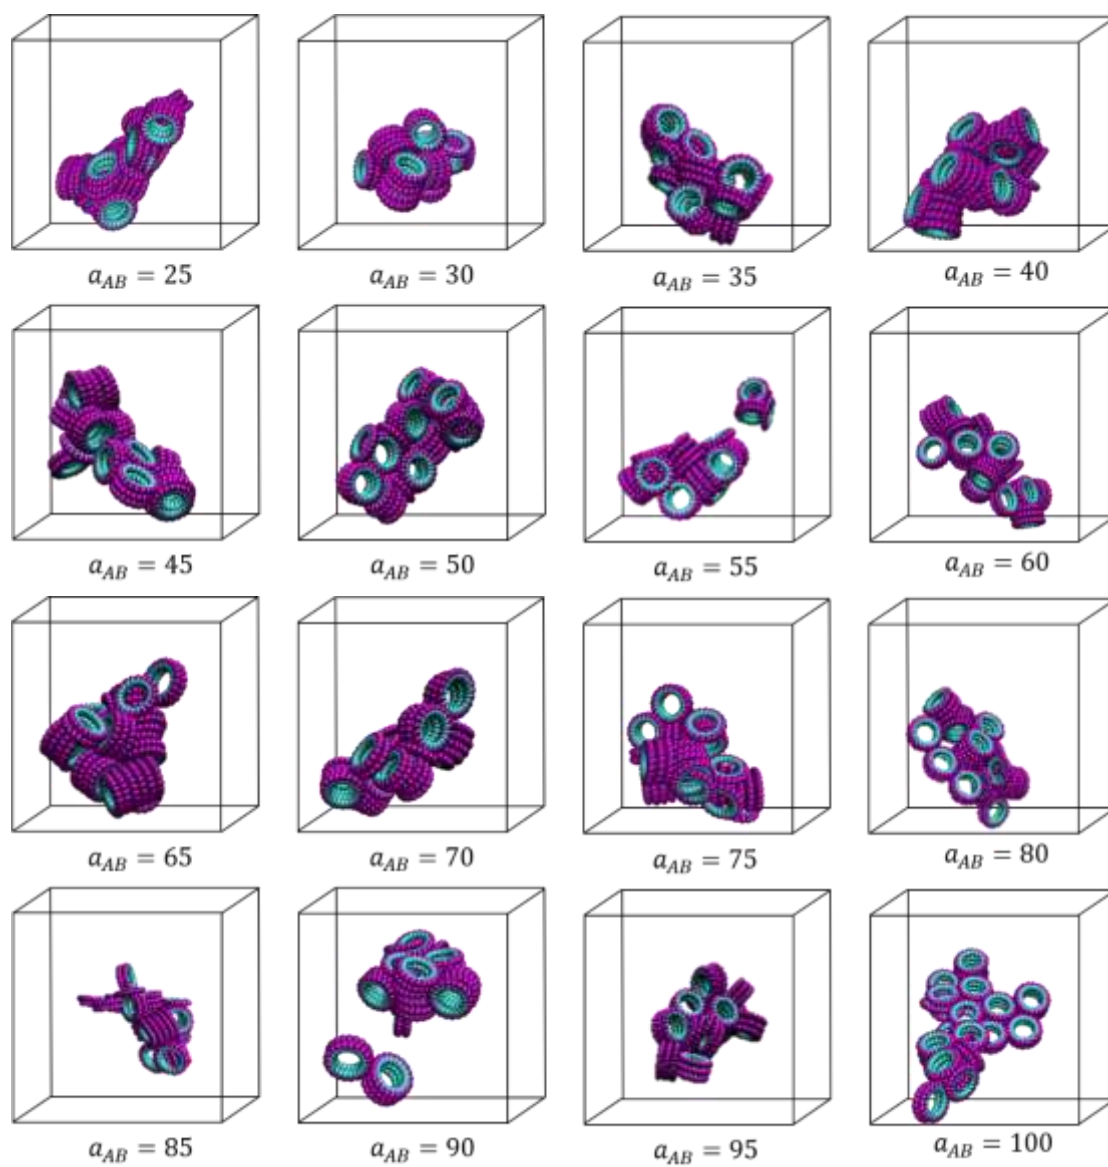 a_AB = 25
a_AB = 30
a_AB = 35
a_AB = 40
a_AB = 45
a_AB = 50
a_AB = 55
a_AB = 60
a_AB = 65
a_AB = 70
a_AB = 75
a_AB = 80
a_AB = 85
a_AB = 90
a_AB = 95
a_AB = 100